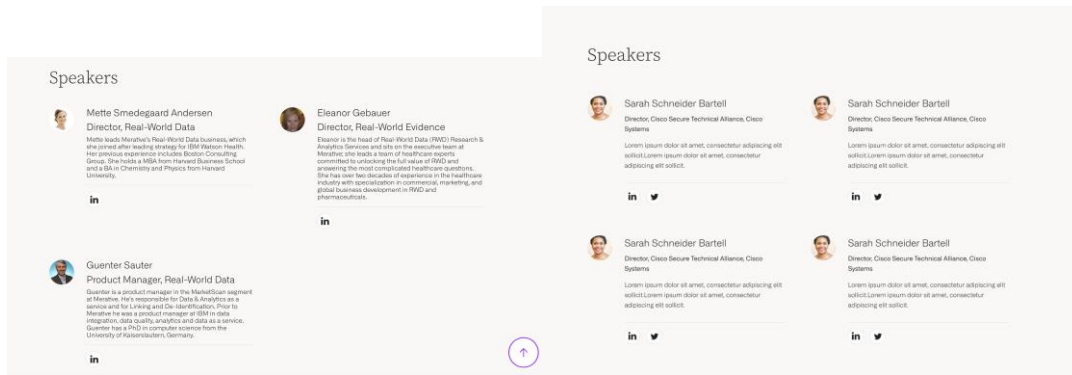 Speakers
Mette Smedegaard Andersen
Director, Real-World Data
Mette leads Merative's Real-World Data business, which
she joined after leading strategy for IBM Watson Health.
Her previous experience includes Boston Consulting
Group. She holds a MBA from Harvard Business School
and a BA in Chemistry and Physics from Harvard
University.
in
Eleanor Gebauer
Director, Real-World Evidence
Eleanor is the head of Real-World Data (RWD) Research &
Analytics Services and sits on the executive team at
Merative; she leads a team of healthcare experts
committed to unlocking the full value of RWD and
answering the most complicated healthcare questions.
She has over two decades of experience in the healthcare
industry with specialization in commercial, marketing, and
global business development in RWD and
pharmaceuticals.
in
Guenter Sauter
Product Manager, Real-World Data
Guenter is a product manager in the MarketScan segment
at Merative. He's responsible for Data & Analytics as a
service and for Linking and De-Identification. Prior to
Merative he was a product manager at IBM in data
integration, data quality, analytics and data as a service.
Guenter has a PhD in computer science from the
University of Kaiserslautern, Germany.
in
Speakers
Sarah Schneider Bartell
Director, Cisco Secure Technical Alliance, Cisco
Systems
Lorem ipsum dolor sit amet, consectetur adipiscing elit
sollicit.Lorem ipsum dolor sit amet, consectetur
adipiscing elit sollicit.
in
Sarah Schneider Bartell
Director, Cisco Secure Technical Alliance, Cisco
Systems
Lorem ipsum dolor sit amet, consectetur adipiscing elit
sollicit.Lorem ipsum dolor sit amet, consectetur
adipiscing elit sollicit.
in
Sarah Schneider Bartell
Director, Cisco Secure Technical Alliance, Cisco
Systems
Lorem ipsum dolor sit amet, consectetur adipiscing elit
sollicit.Lorem ipsum dolor sit amet, consectetur
adipiscing elit sollicit.
in
Sarah Schneider Bartell
Director, Cisco Secure Technical Alliance, Cisco
Systems
Lorem ipsum dolor sit amet, consectetur adipiscing elit
sollicit.Lorem ipsum dolor sit amet, consectetur
adipiscing elit sollicit.
in